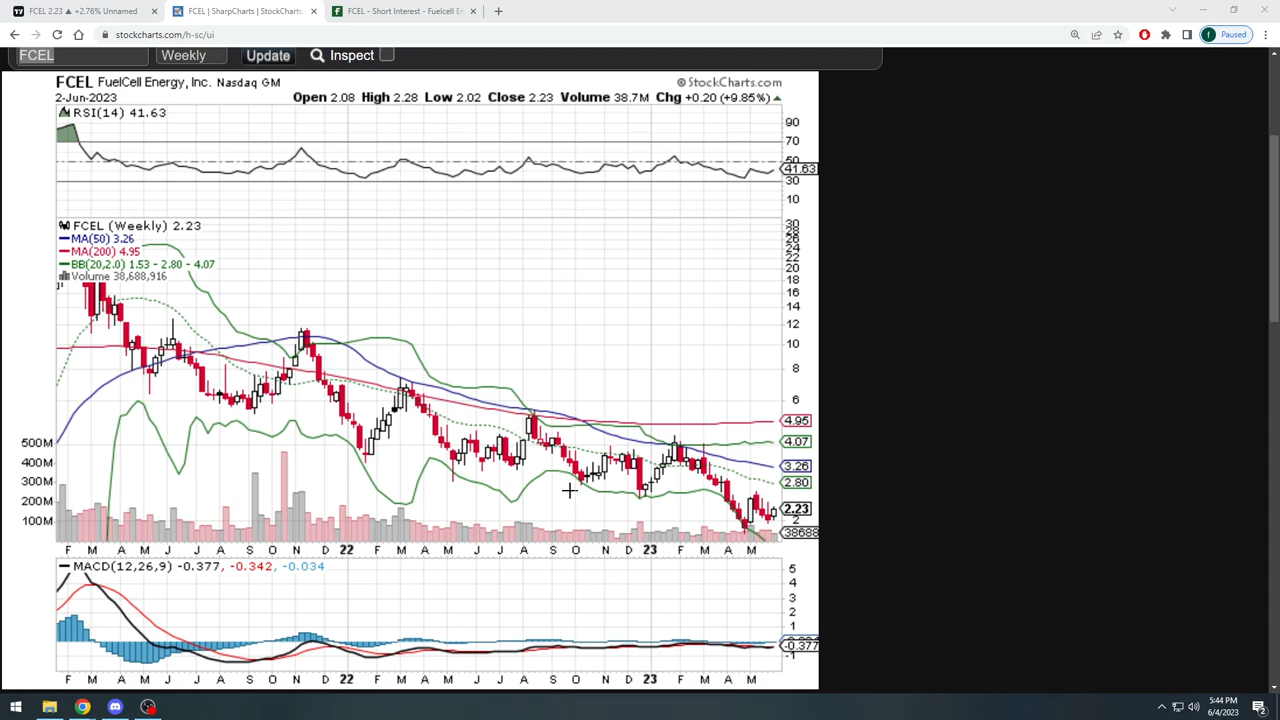 FCEL 2.23 ▲ +2.76% Unnamed
FCEL | SharpCharts | StockCharts.
FCEL - Short Interest - Fuelcell E
stockcharts.com/h-sc/ui
Paused
FCEL Weekly Update Inspect
FCEL FuelCell Energy, Inc. Nasdaq GM
© StockCharts.com
2-Jun-2023
Open 2.08 High 2.28 Low 2.02 Close 2.23 Volume 38.7M Chg +0.20 (+9.85%) ▲
RSI(14) 41.63
90
70
50
41.63
30
10
FCEL (Weekly) 2.23
MA(50) 3.26
MA(200) 4.95
BB(20,2.0) 1.53 - 2.80 - 4.07
Volume 38,688,916
30
28
26
24
22
20
18
16
14
12
10
8
6
4.95
4.07
3.26
2.80
2.23
2
38688
500M
400M
300M
200M
100M
F M A M J J A S O N D 22 F M A M J J A S O N D 23 F M A M
MACD(12,26,9) -0.377, -0.342, -0.034
5
4
3
2
1
-0.377
-1
F M A M J J A S O N D 22 F M A M J J A S O N D 23 F M A M
5:44 PM
6/4/2023
2